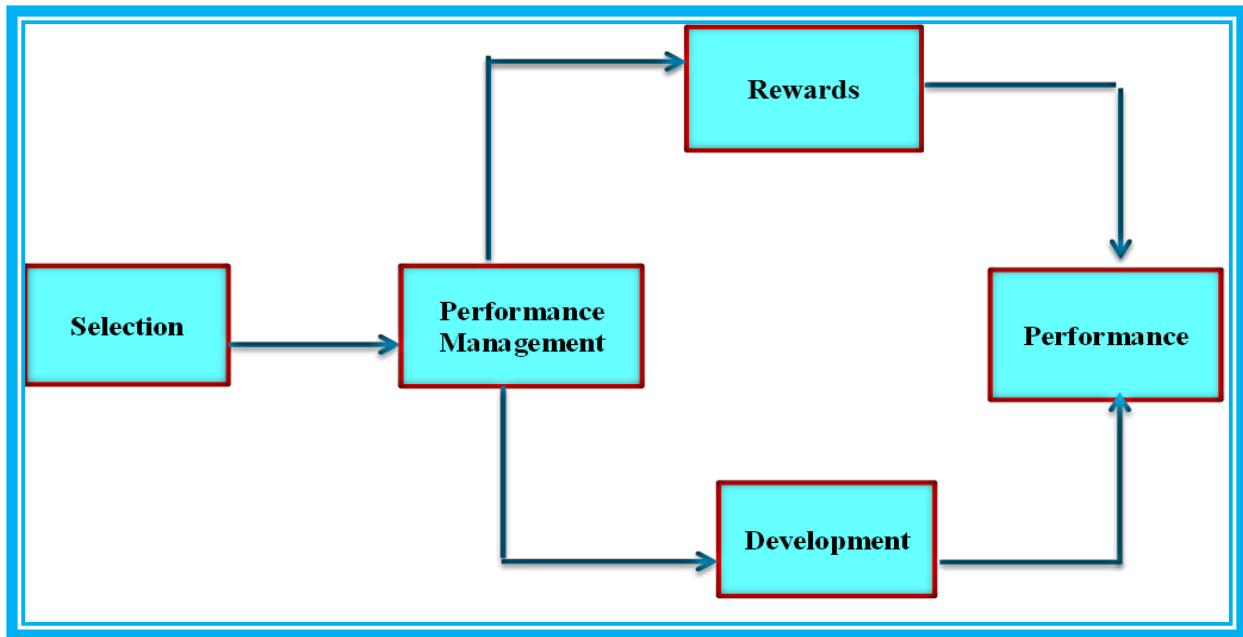 Rewards
Selection
Performance
Management
Performance
Development